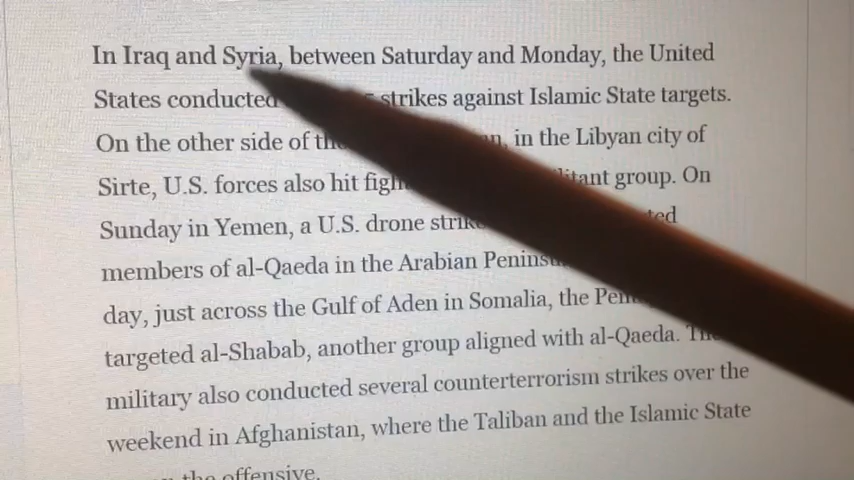 In Iraq and Syria, between Saturday and Monday, the United
States conducted strikes against Islamic State targets.
On the other side of in the Libyan city of
Sirte, U.S. forces also hit group. On
Sunday in Yemen, a U.S. drone
members of al-Qaeda in the Arabian
day, just across the Gulf of Aden in Somalia, the
targeted al-Shabab, another group aligned with al-Qaeda.
military also conducted several counterterrorism strikes over the
weekend in Afghanistan, where the Taliban and the Islamic State
the offensive.